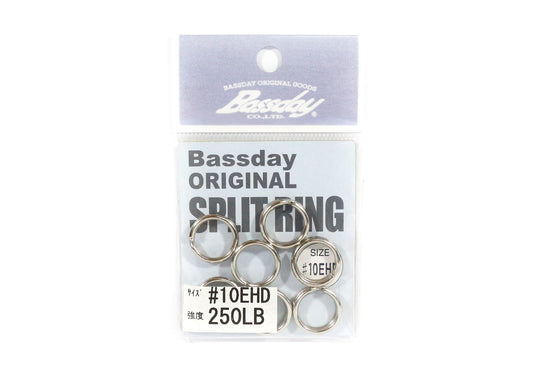 BASSDAY ORIGINAL GOODS
Bassday®
CO.,LTD.
Bassday
ORIGINAL
SPLIT RING
SIZE
#10EHD
ｻｲｽﾞ #10EHD
強度 250LB